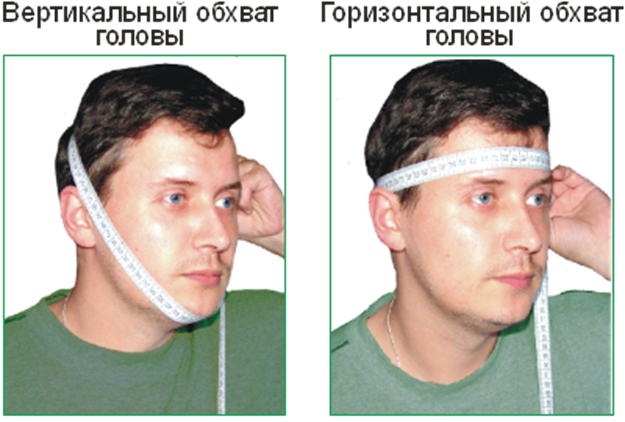 Вертикальный обхват
головы
Горизонтальный обхват
головы